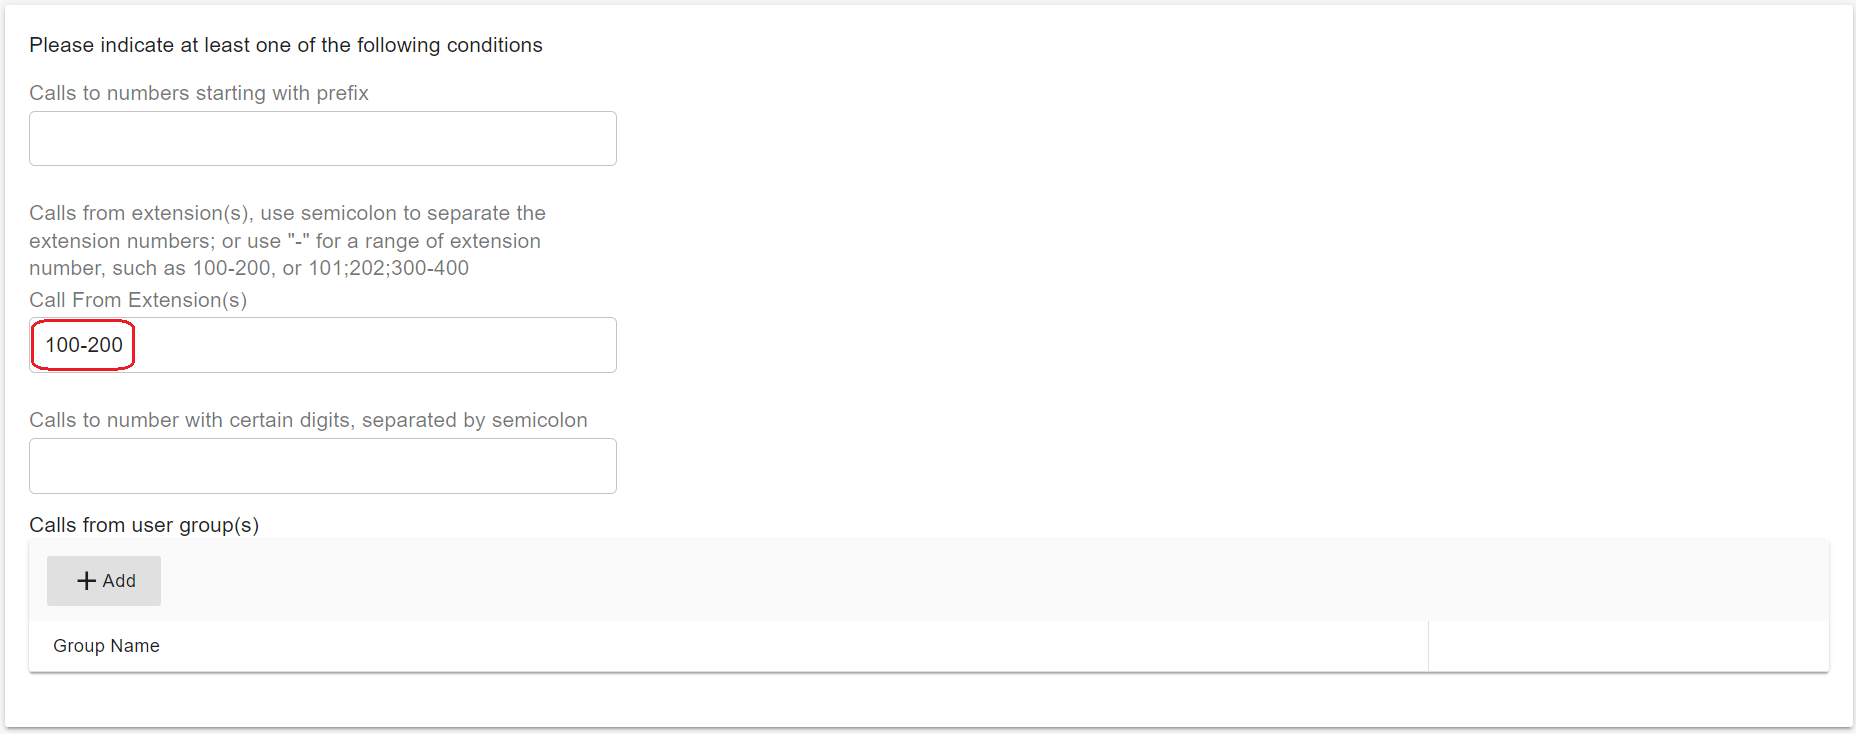 Please indicate at least one of the following conditions
Calls to numbers starting with prefix
Calls from extension(s), use semicolon to separate the
extension numbers; or use "-" for a range of extension
number, such as 100-200, or 101;202;300-400
Call From Extension(s)
100-200
Calls to number with certain digits, separated by semicolon
Calls from user group(s)
+ Add
Group Name